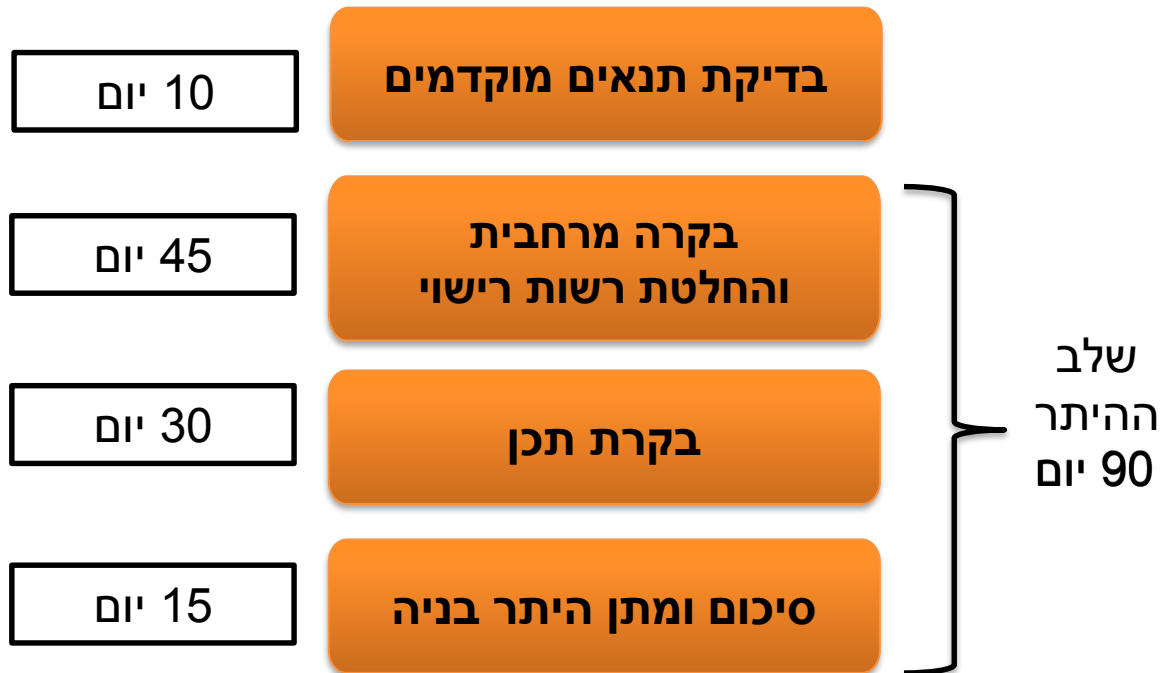 בדיקת תנאים מוקדמים
10 יום
בקרה מרחבית
והחלטת רשות רישוי
45 יום
בקרת תכן
30 יום
סיכום ומתן היתר בניה
15 יום
שלב
ההיתר
90 יום